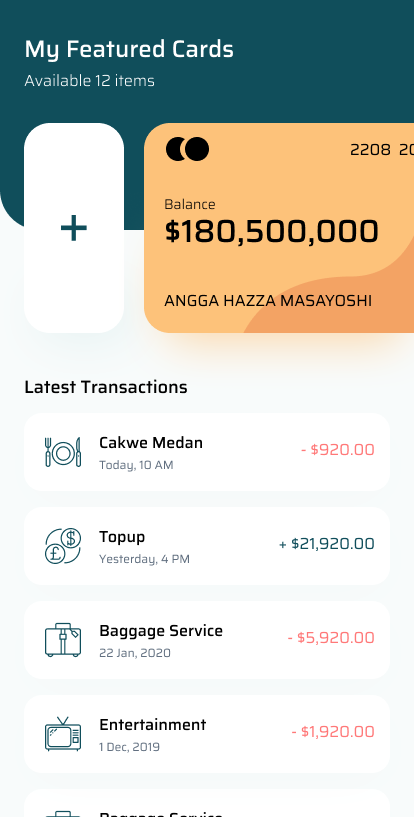 My Featured Cards
Available 12 items
+
2208 20
Balance
$180,500,000
ANGGA HAZZA MASAYOSHI
Latest Transactions
Cakwe Medan
- $920.00
Today, 10 AM
Topup
+ $21,920.00
Yesterday, 4 PM
Baggage Service
- $5,920.00
22 Jan, 2020
Entertainment
- $1,920.00
1 Dec, 2019
Baggage Service